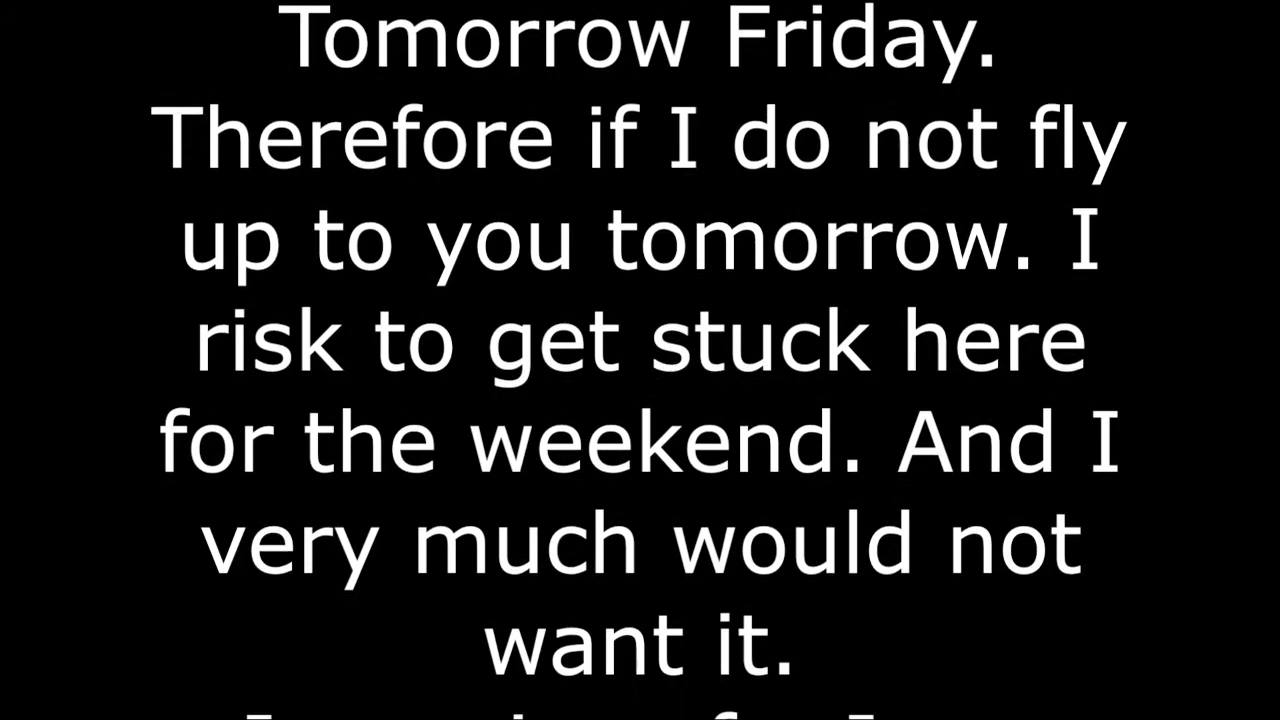 Tomorrow Friday.
Therefore if I do not fly
up to you tomorrow. I
risk to get stuck here
for the weekend. And I
very much would not
want it.